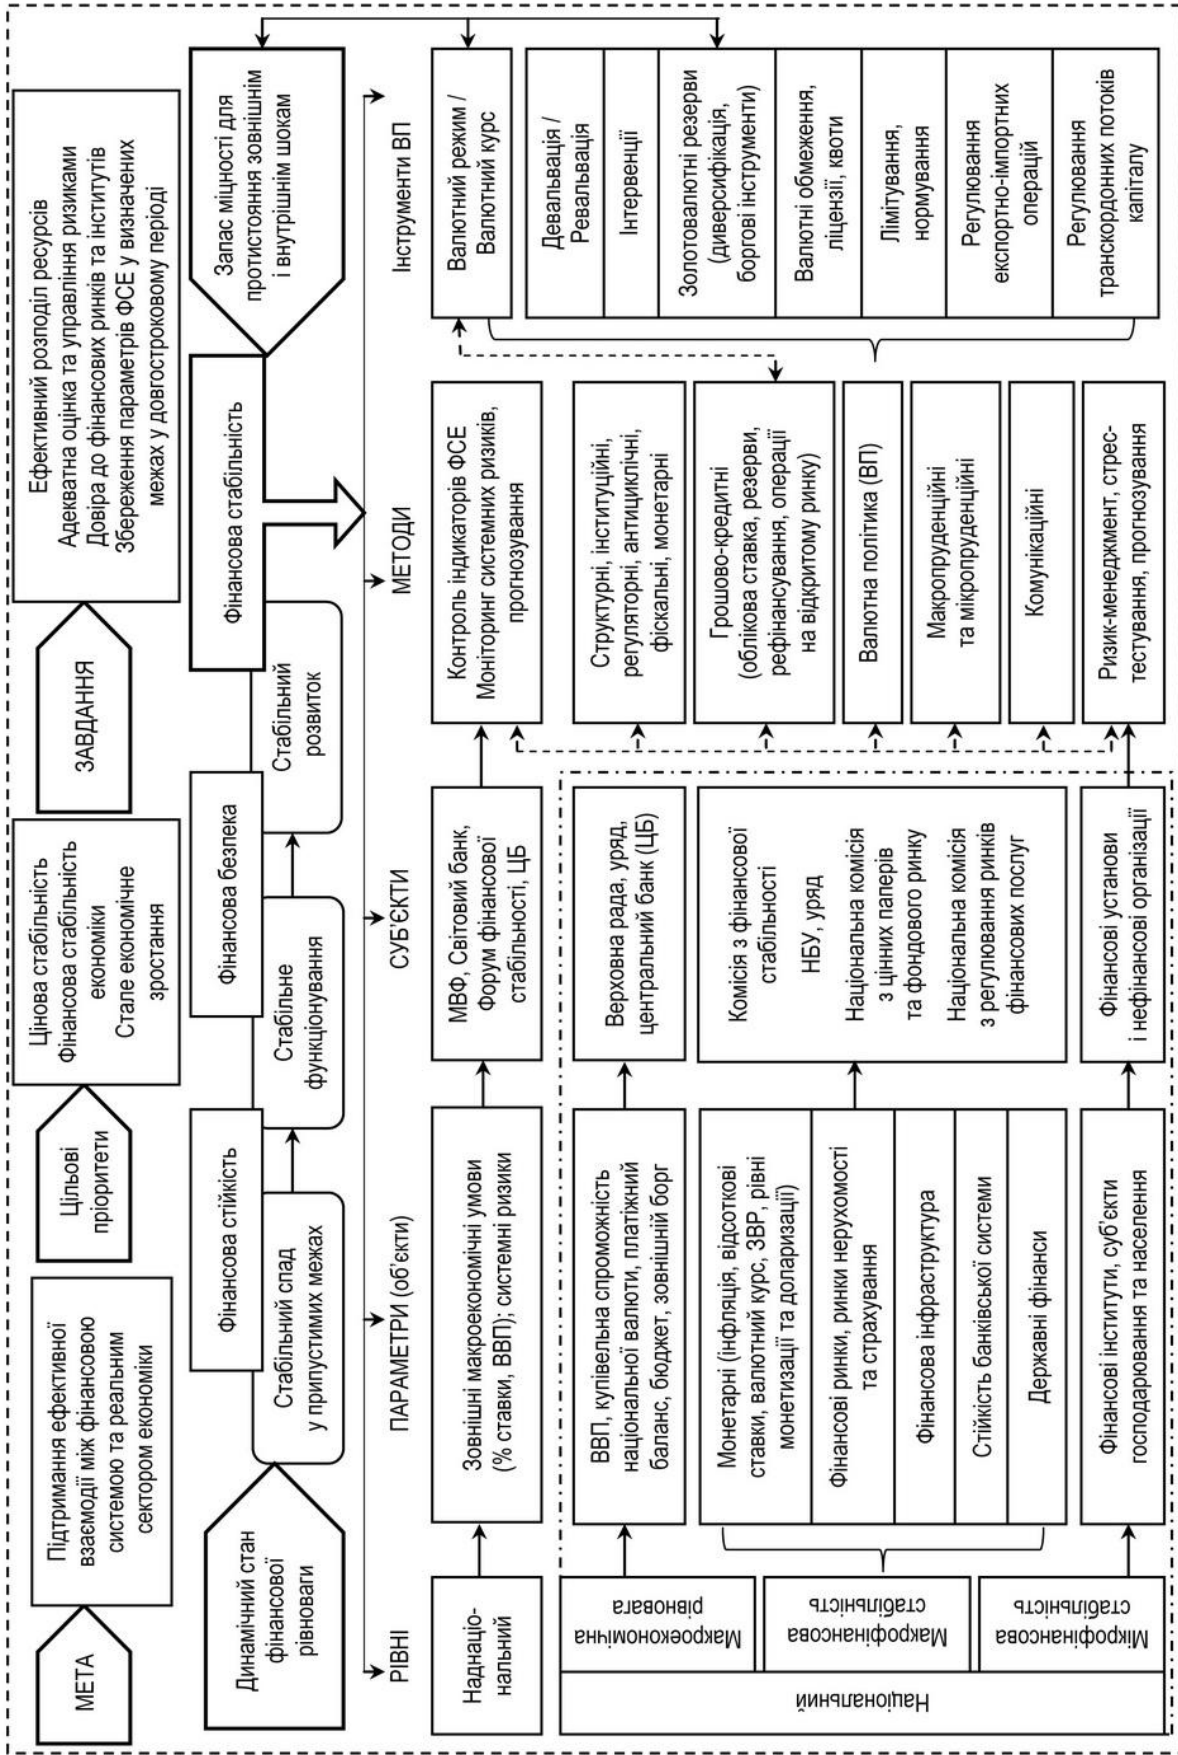 МЕТА
Підтримання ефективної
взаємодії між фінансовою
системою та реальним
сектором економіки
Цільові
пріоритети
Цінова стабільність
Фінансова стабільність
економіки
Стале економічне
зростання
ЗАВДАННЯ
Ефективний розподіл ресурсів
Адекватна оцінка та управління ризиками
Довіра до фінансових ринків та інститутів
Збереження параметрів ФСЕ у визначених
межах у довгостроковому періоді
Динамічний стан
фінансової
рівноваги
Фінансова стійкість
Стабільний спад
у припустимих межах
Фінансова безпека
Стабільне
функціонування
Стабільний
розвиток
Фінансова стабільність
Запас міцності для
протистояння зовнішнім
і внутрішнім шокам
РІВНІ
ПАРАМЕТРИ (об’єкти)
СУБ’ЄКТИ
МЕТОДИ
Інструменти ВП
Наднаціо-
нальний
Зовнішні макроекономічні умови
(% ставки, ВВП); системні ризики
МВФ, Світовий банк,
Форум фінансової
стабільності, ЦБ
Контроль індикаторів ФСЕ
Моніторинг системних ризиків,
прогнозування
Валютний режим /
Валютний курс
Національний
Макроекономічна
рівновага
ВВП, купівельна спроможність
національної валюти, платіжний
баланс, бюджет, зовнішній борг
Верховна рада, уряд,
центральний банк (ЦБ)
Структурні, інституційні,
регуляторні, антициклічні,
фіскальні, монетарні
Девальвація /
Ревальвація
Інтервенції
Макрофінансова
стабільність
Монетарні (інфляція, відсоткові
ставки, валютний курс, ЗВР, рівні
монетизації та доларизації)
Фінансові ринки, ринки нерухомості
та страхування
Фінансова інфраструктура
Стійкість банківської системи
Державні фінанси
Комісія з фінансової
стабільності
НБУ, уряд
Національна комісія
з цінних паперів
та фондового ринку
Національна комісія
з регулювання ринків
фінансових послуг
Грошово-кредитні
(облікова ставка, резерви,
рефінансування, операції
на відкритому ринку)
Валютна політика (ВП)
Макропруденційні
та мікропруденційні
Комунікаційні
Золотовалютні резерви
(диверсифікація,
боргові інструменти)
Валютні обмеження,
ліцензії, квоти
Лімітування,
нормування
Регулювання
експортно-імпортних
операцій
Регулювання
транскордонних потоків
капіталу
Мікрофінансова
стабільність
Фінансові інститути, суб’єкти
господарювання та населення
Фінансові установи
і нефінансові організації
Ризик-менеджмент, стрес-
тестування, прогнозування